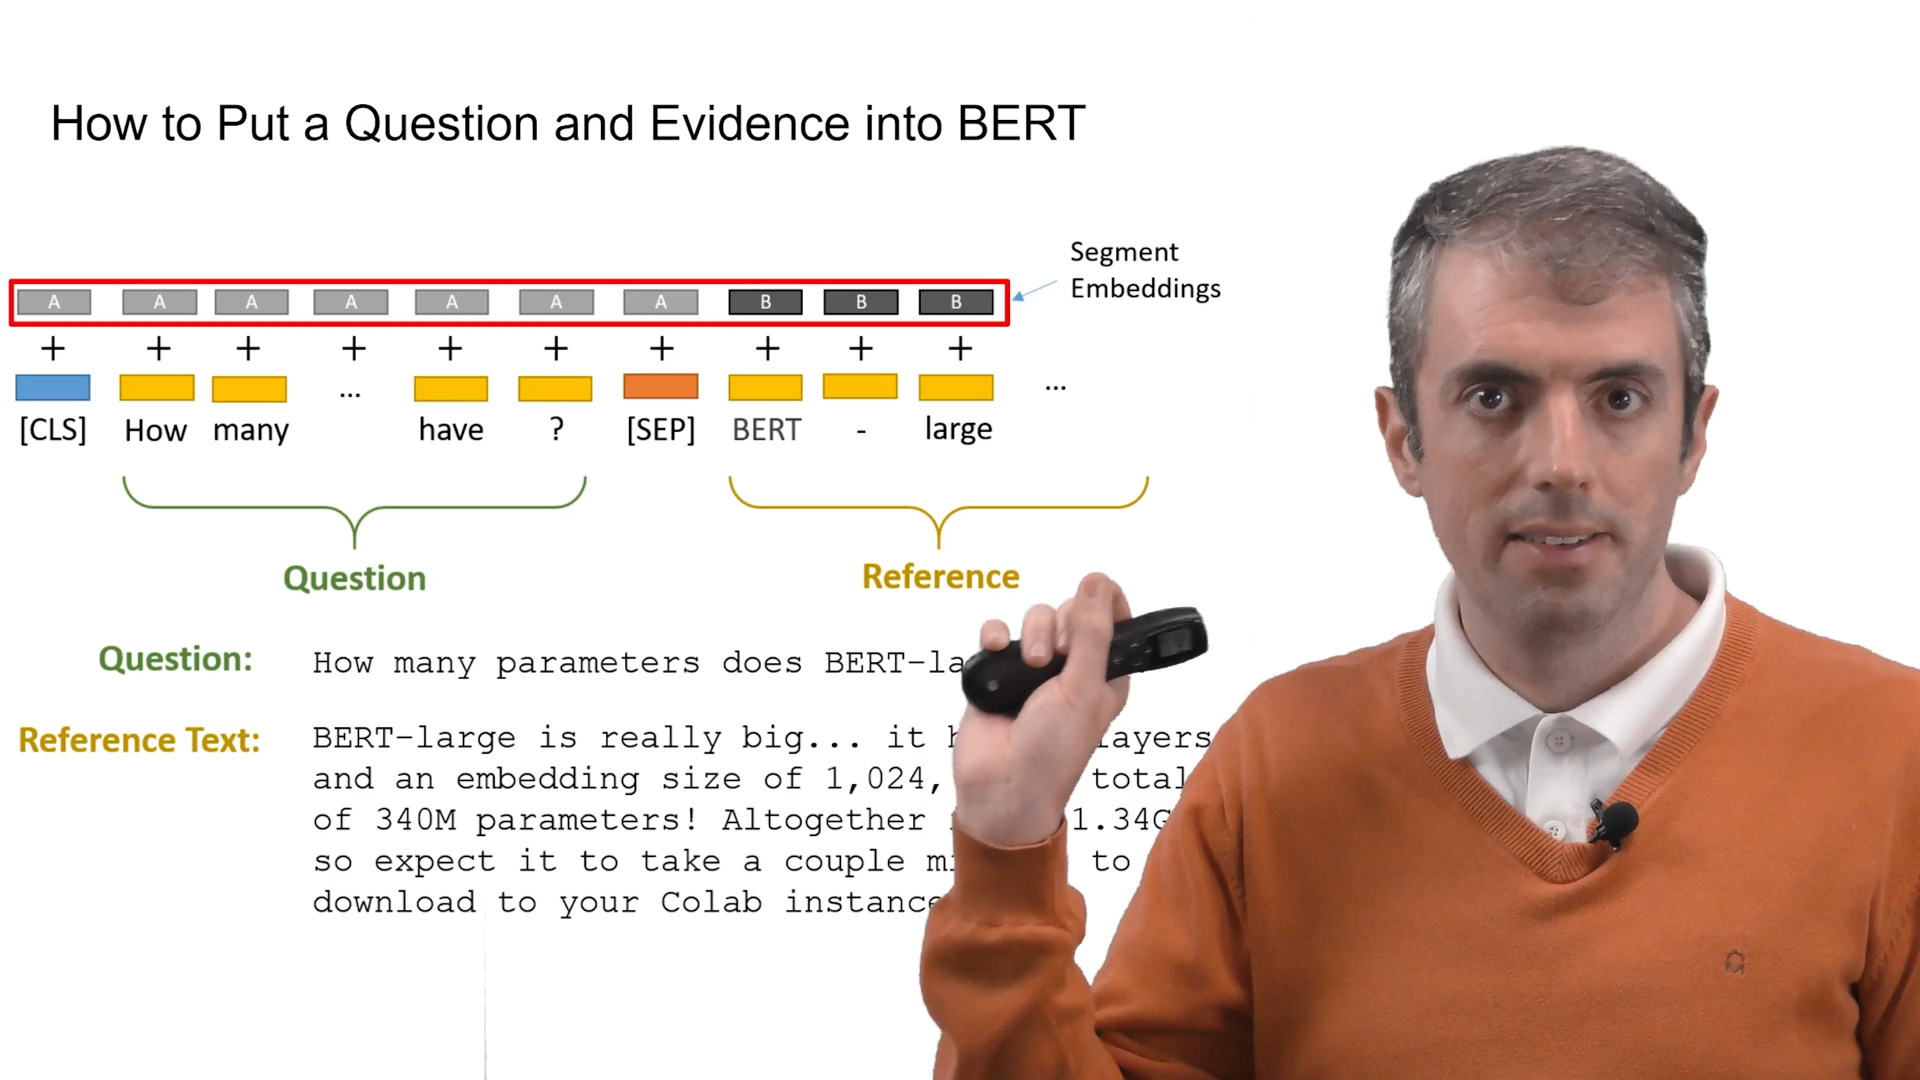 How to Put a Question and Evidence into BERT
Segment
Embeddings
A A A A A A A B B B
+ + + + + + + + + +
... ...
[CLS] How many have ? [SEP] BERT - large
Question Reference
Question: How many parameters does BERT-la
Reference Text: BERT-large is really big... it layers
and an embedding size of 1,024, total
of 340M parameters! Altogether 1.34G
so expect it to take a couple to
download to your Colab instance